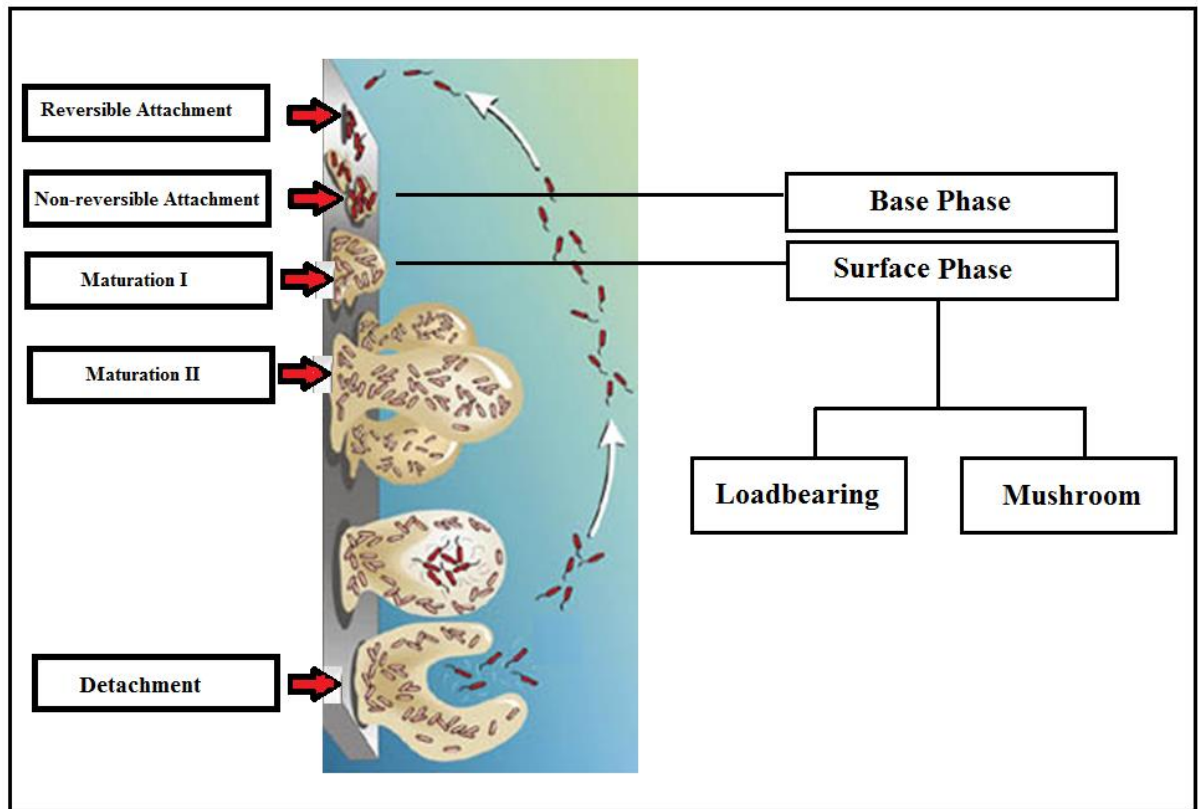 Reversible Attachment
Non-reversible Attachment
Maturation I
Maturation II
Detachment
Base Phase
Surface Phase
Loadbearing
Mushroom